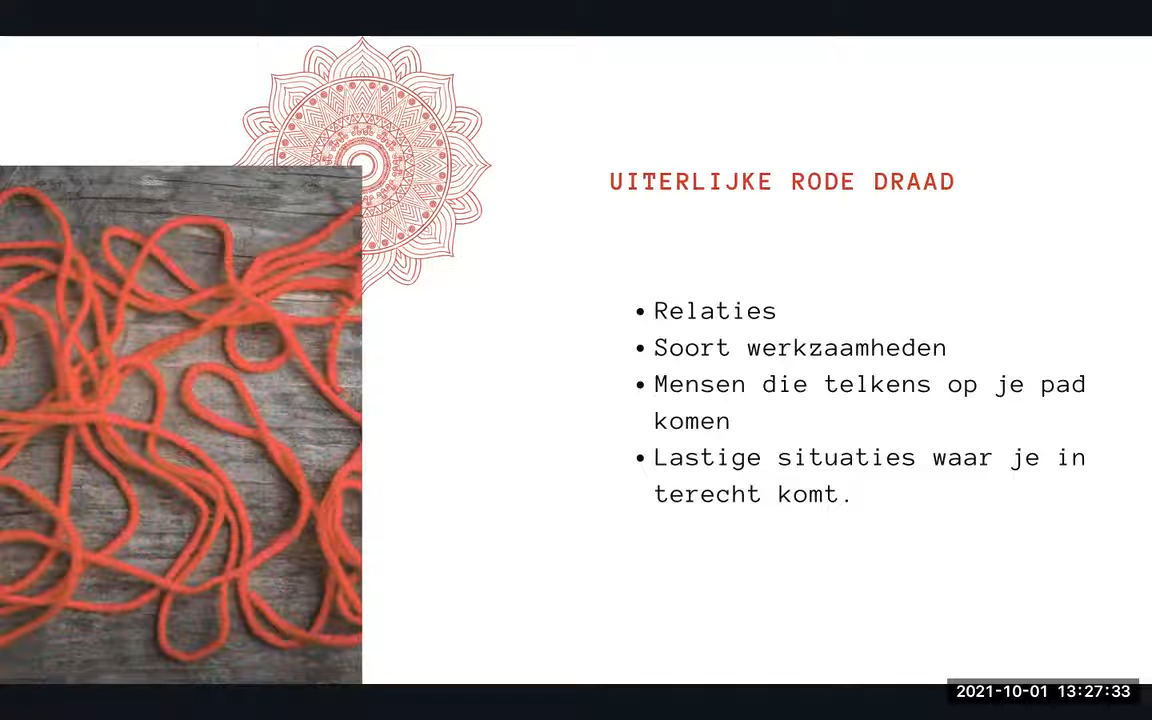 UITERLIJKE RODE DRAAD
• Relaties
• Soort werkzaamheden
• Mensen die telkens op je pad
komen
• Lastige situaties waar je in
terecht komt.
2021-10-01 13:27:33